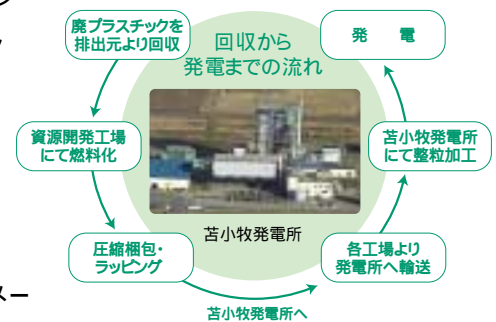 廃プラスチックを
排出元より回収
回収から
発電までの流れ
発 電
資源開発工場
にて燃料化
苫小牧発電所
にて整粒加工
苫小牧発電所
圧縮梱包・
ラッピング
各工場より
発電所へ輸送
苫小牧発電所へ
メー